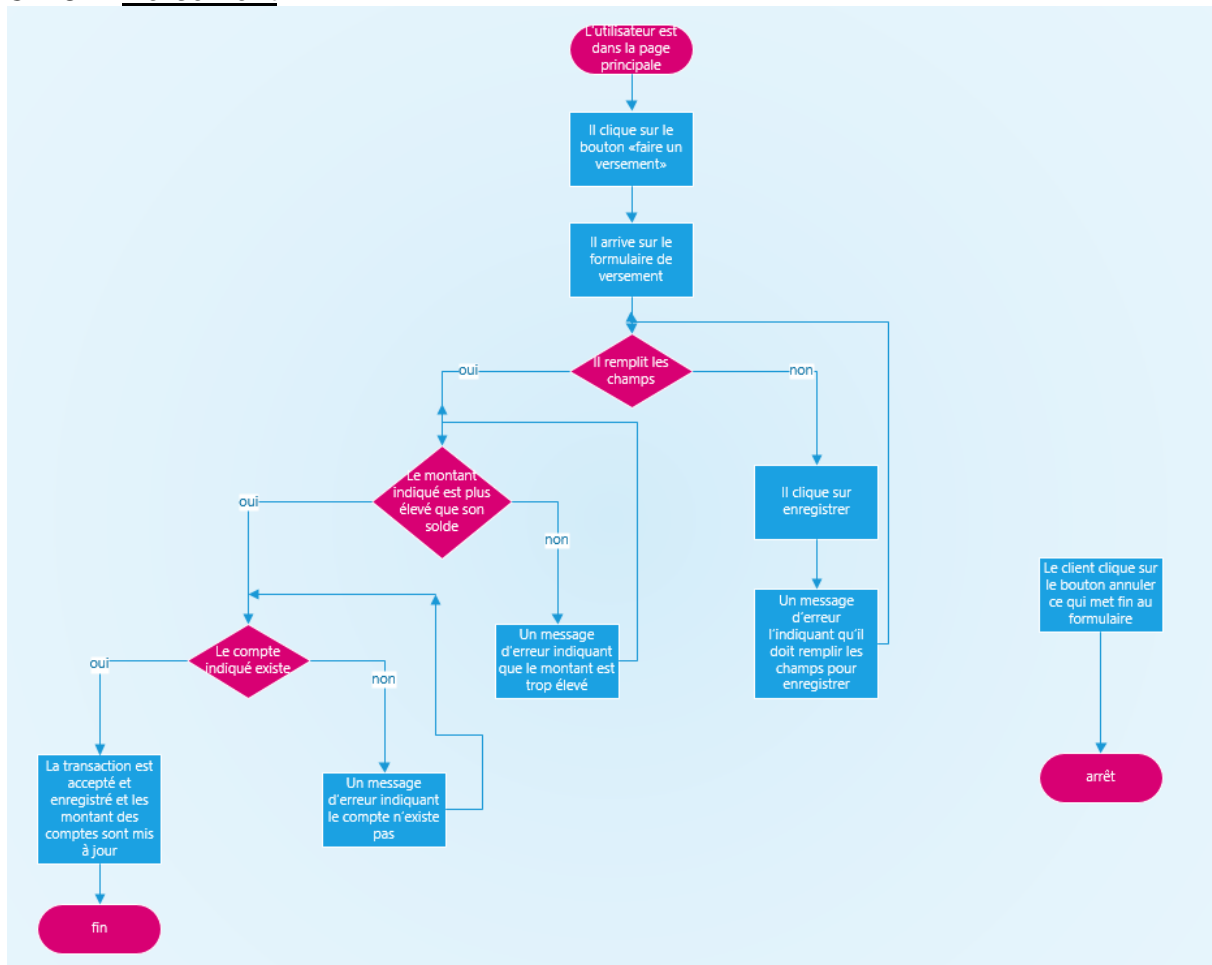 L'utilisateur est
dans la page
principale
Il clique sur le
bouton «faire un
versement»
Il arrive sur le
formulaire de
versement
Il remplit les
champs
oui
non
Le montant
indiqué est plus
élevé que son
solde
oui
non
Il clique sur
enregistrer
Un message
d'erreur
l'indiquant qu'il
doit remplir les
champs pour
enregistrer
Le client clique sur
le bouton annuler
ce qui met fin au
formulaire
arrêt
Un message
d'erreur indiquant
que le montant est
trop élevé
Le compte
indiqué existe
oui
non
La transaction est
accepté et
enregistré et les
montant des
comptes sont mis
à jour
Un message
d'erreur indiquant
le compte n'existe
pas
fin